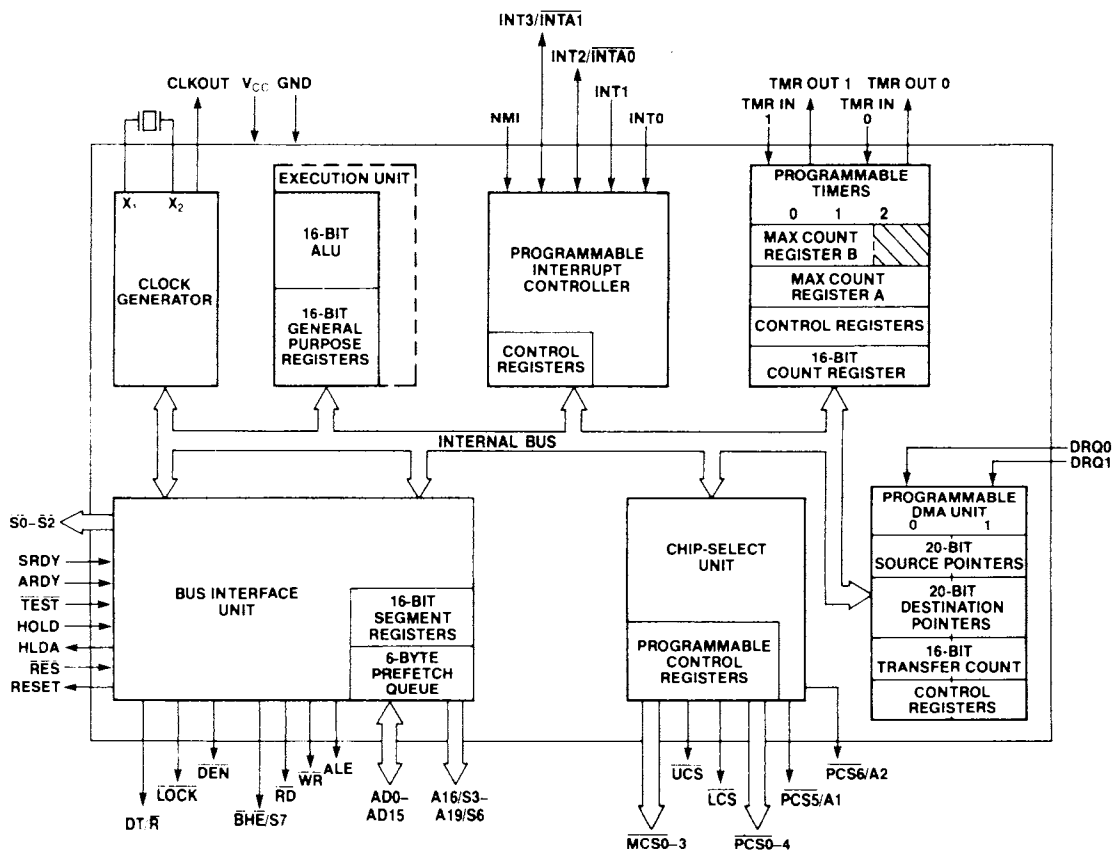 INT3/INTA1
INT2/INTA0
CLKOUT
VCC
GND
INT1
NMI
INT0
TMR OUT 1
TMR OUT 0
TMR IN
1
TMR IN
0
X1
X2
CLOCK
GENERATOR
EXECUTION UNIT
16-BIT
ALU
16-BIT
GENERAL
PURPOSE
REGISTERS
PROGRAMMABLE
INTERRUPT
CONTROLLER
CONTROL
REGISTERS
PROGRAMMABLE
TIMERS
0 1 2
MAX COUNT
REGISTER B
MAX COUNT
REGISTER A
CONTROL REGISTERS
16-BIT
COUNT REGISTER
INTERNAL BUS
DRQ0
DRQ1
S0-S2
SRDY
ARDY
TEST
HOLD
HLDA
RES
RESET
BUS INTERFACE
UNIT
16-BIT
SEGMENT
REGISTERS
6-BYTE
PREFETCH
QUEUE
CHIP-SELECT
UNIT
PROGRAMMABLE
CONTROL
REGISTERS
PROGRAMMABLE
DMA UNIT
0 1
20-BIT
SOURCE POINTERS
20-BIT
DESTINATION
POINTERS
16-BIT
TRANSFER COUNT
CONTROL
REGISTERS
DT/R
LOCK
DEN
BHE/S7
RD
WR
ALE
AD0-
AD15
A16/S3-
A19/S6
MCS0-3
UCS
LCS
PCS0-4
PCS5/A1
PCS6/A2